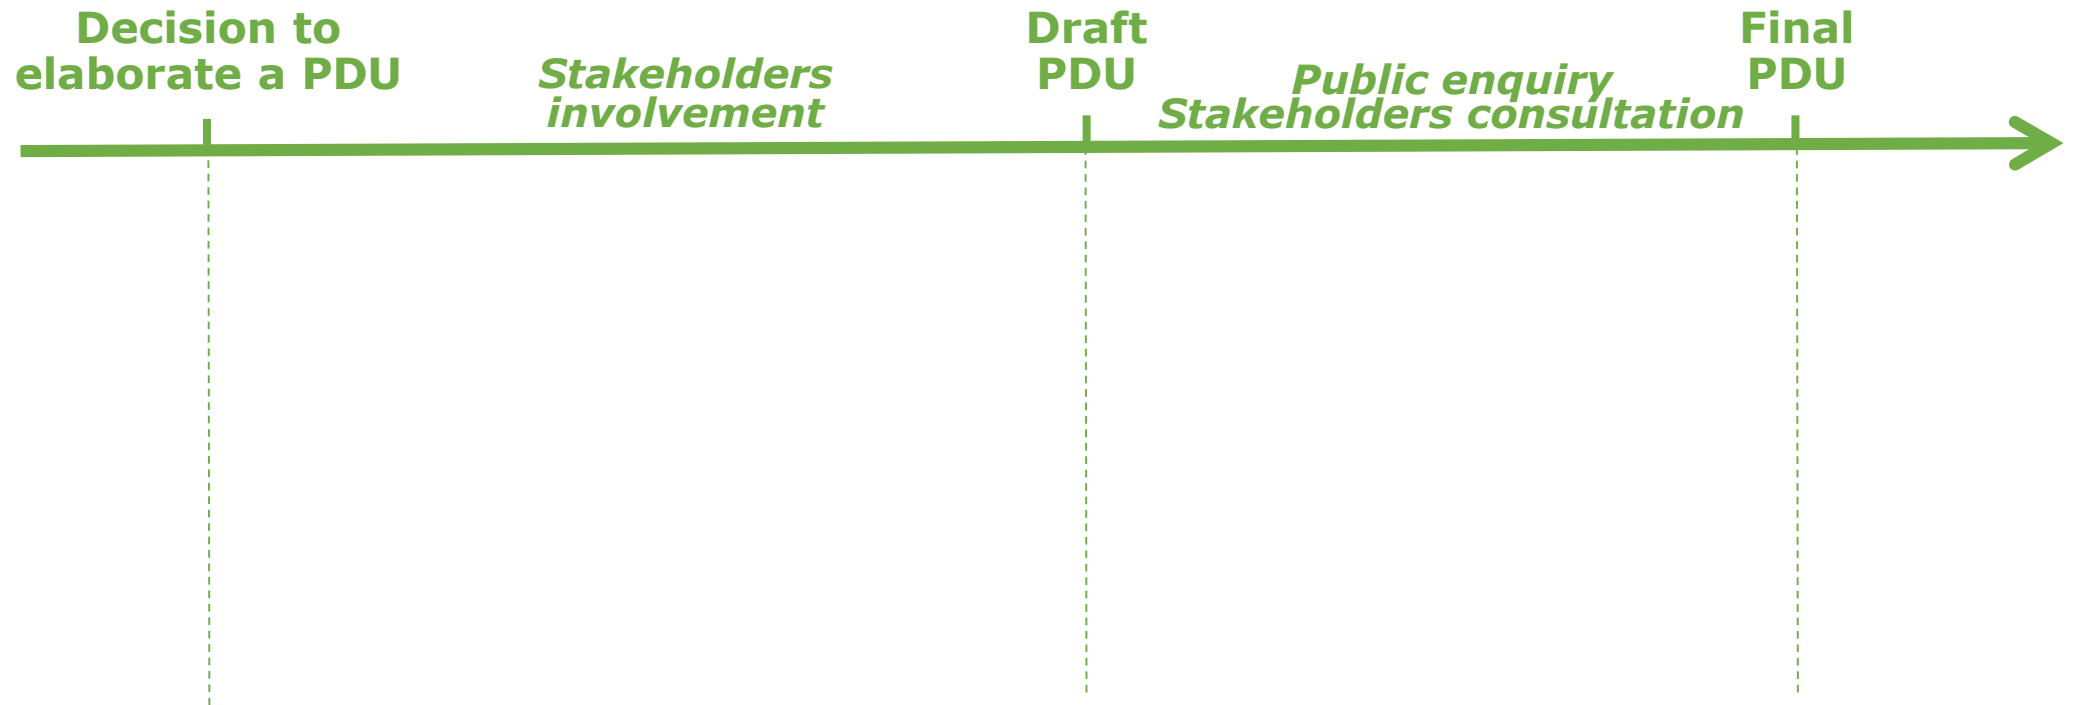 Decision to
elaborate a PDU
Stakeholders
involvement
Draft
PDU
Public enquiry
Stakeholders consultation
Final
PDU